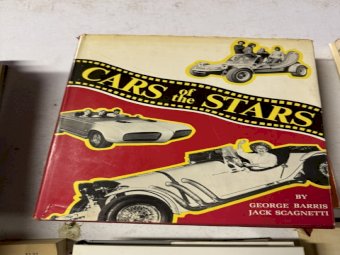 CARS of the STARS
BY
GEORGE BARRIS
JACK SCAGNETTI